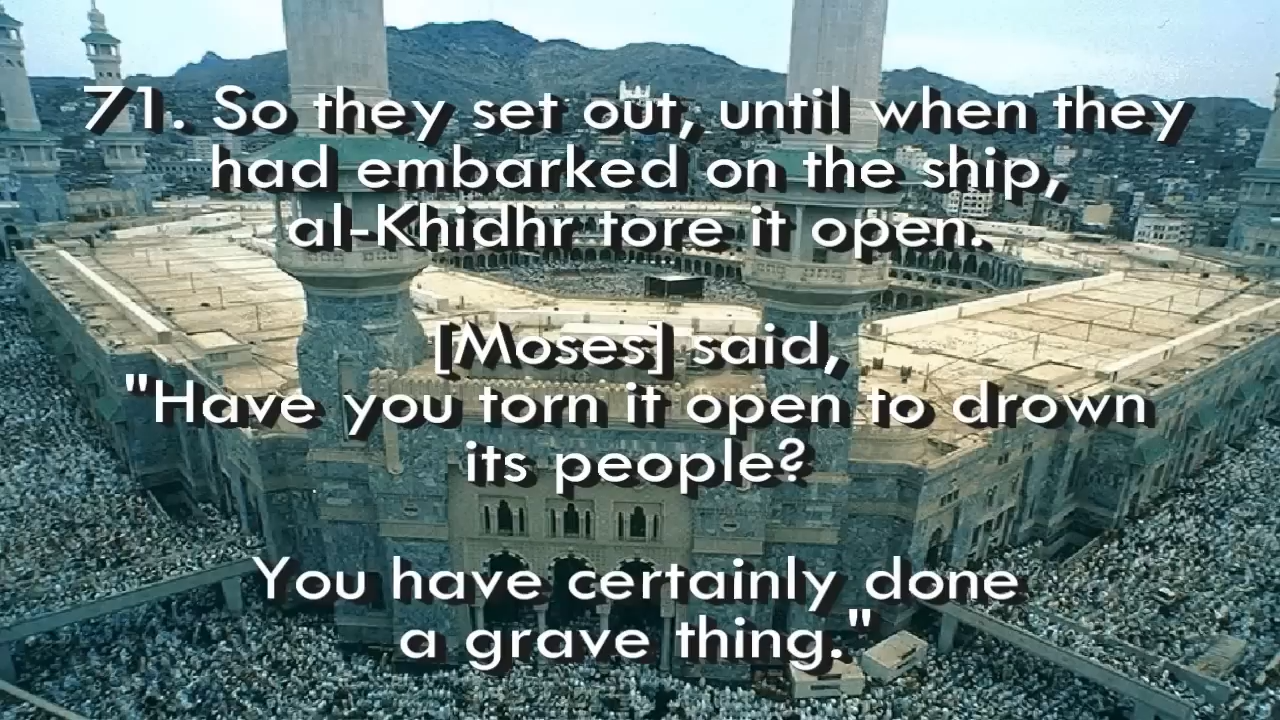 71. So they set out, until when they
had embarked on the ship,
al-Khidhr tore it open.
[Moses] said,
"Have you torn it open to drown
its people?
You have certainly done
a grave thing."